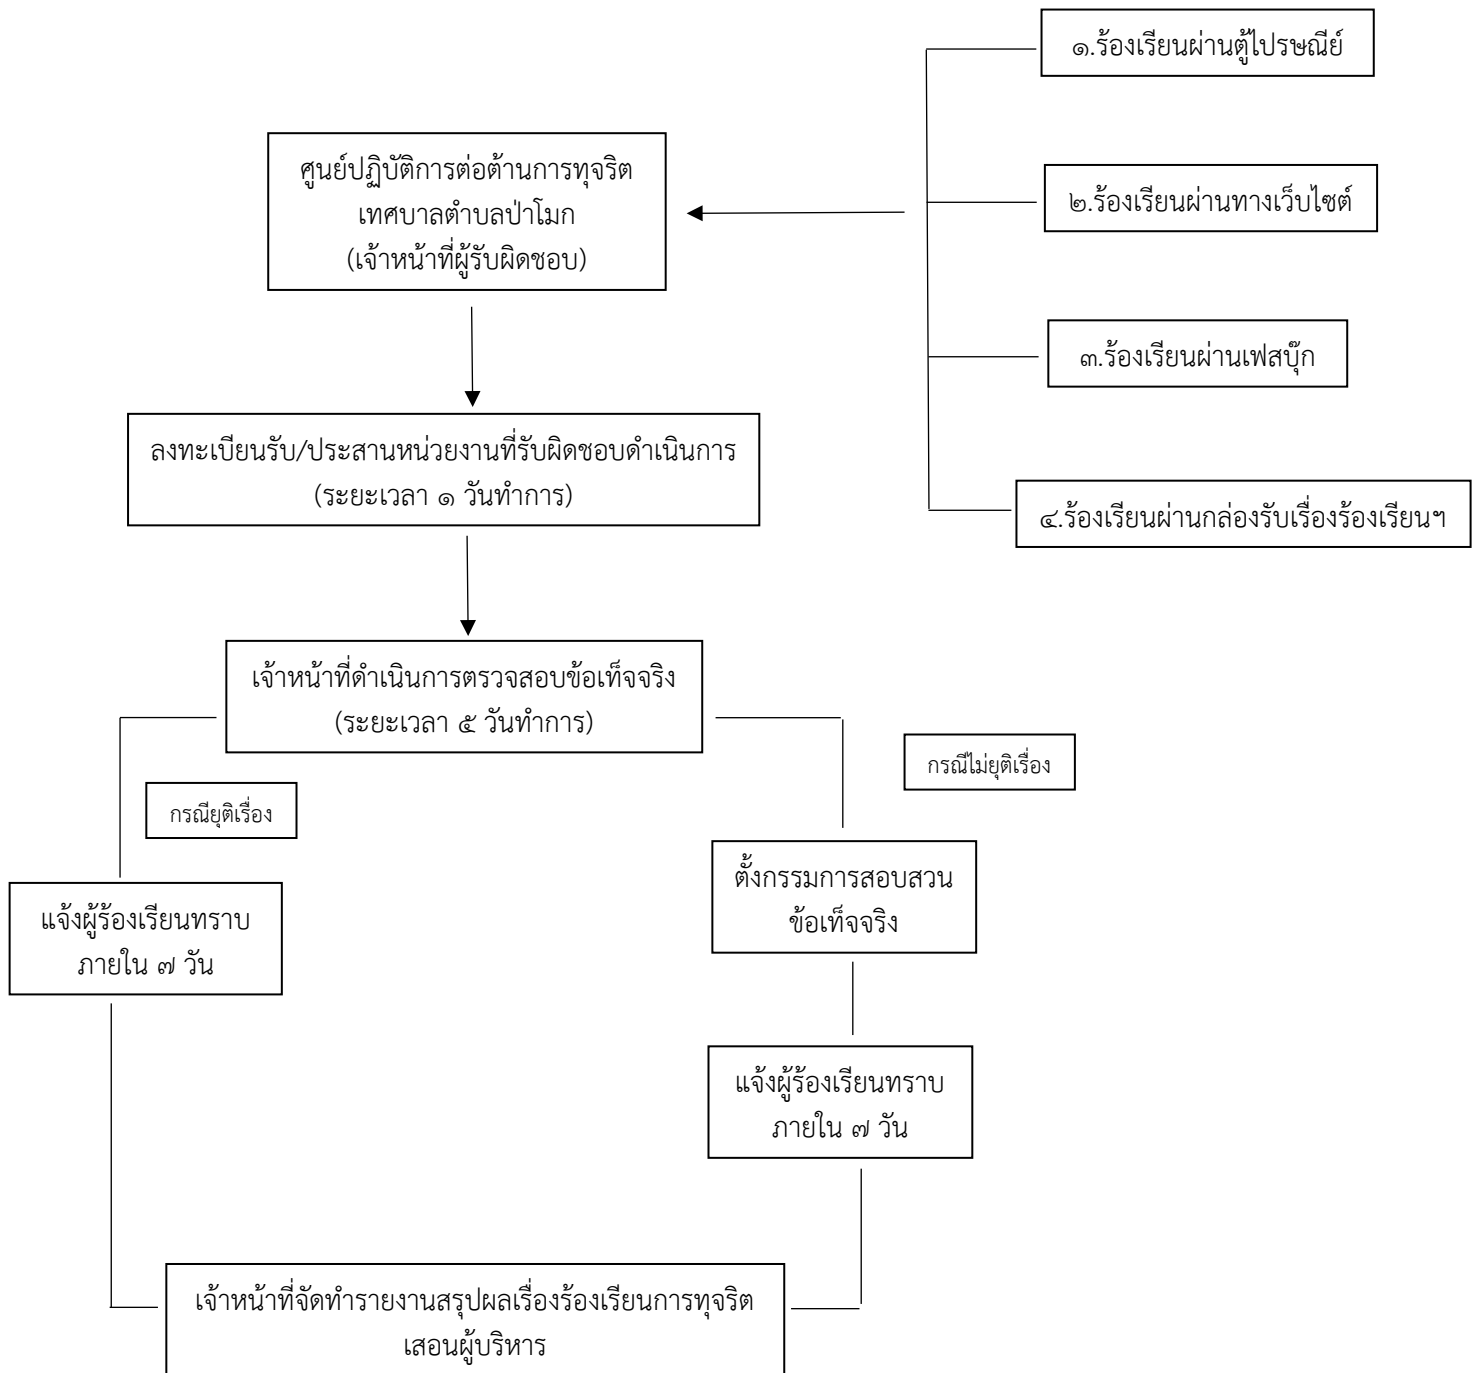 ๑.ร้องเรียนผ่านตู้ไปรษณีย์
ศูนย์ปฏิบัติการต่อต้านการทุจริต
เทศบาลตำบลป่าโมก
(เจ้าหน้าที่ผู้รับผิดชอบ)
๒.ร้องเรียนผ่านทางเว็บไซต์
๓.ร้องเรียนผ่านเฟสบุ๊ก
ลงทะเบียนรับ/ประสานหน่วยงานที่รับผิดชอบดำเนินการ
(ระยะเวลา ๑ วันทำการ)
๔.ร้องเรียนผ่านกล่องรับเรื่องร้องเรียนฯ
เจ้าหน้าที่ดำเนินการตรวจสอบข้อเท็จจริง
(ระยะเวลา ๕ วันทำการ)
กรณีไม่ยุติเรื่อง
กรณียุติเรื่อง
ตั้งกรรมการสอบสวน
ข้อเท็จจริง
แจ้งผู้ร้องเรียนทราบ
ภายใน ๗ วัน
แจ้งผู้ร้องเรียนทราบ
ภายใน ๗ วัน
เจ้าหน้าที่จัดทำรายงานสรุปผลเรื่องร้องเรียนการทุจริต
เสอนผู้บริหาร